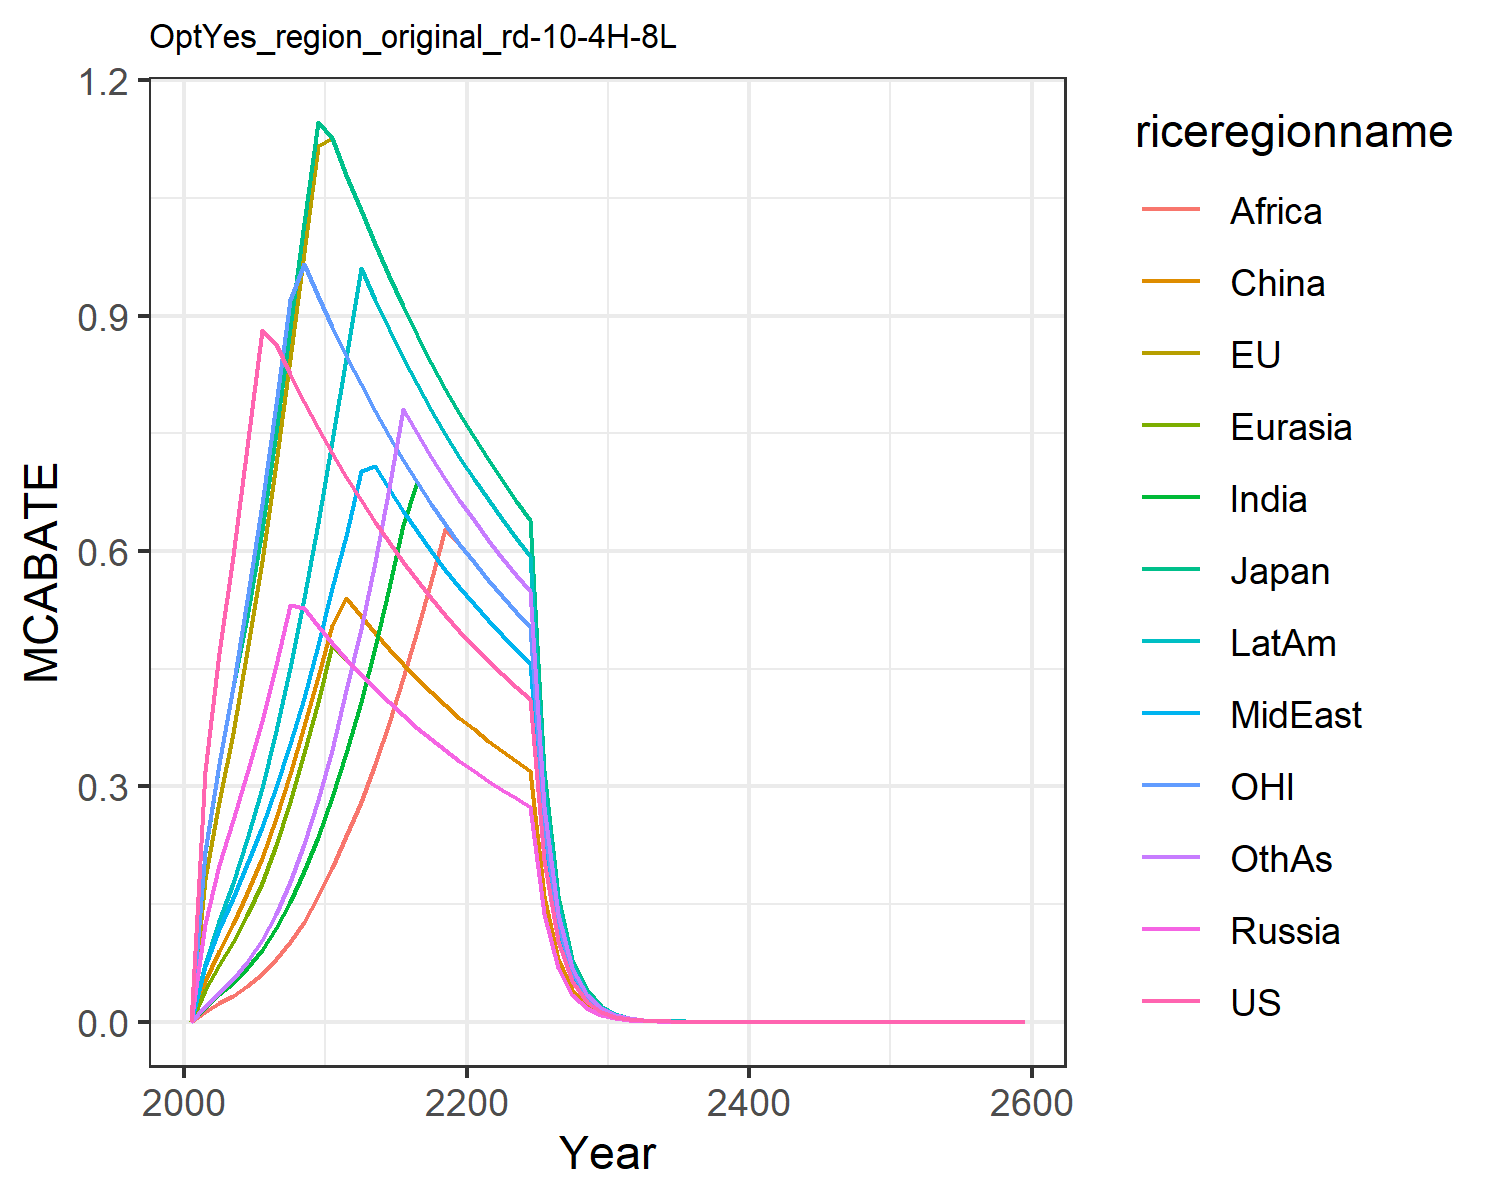 OptYes_region_original_rd-10-4H-8L
1.2
0.9
0.6
0.3
0.0
MCABATE
2000 2200 2400 2600
Year
riceregionname
Africa
China
EU
Eurasia
India
Japan
LatAm
MidEast
OHI
OthAs
Russia
US